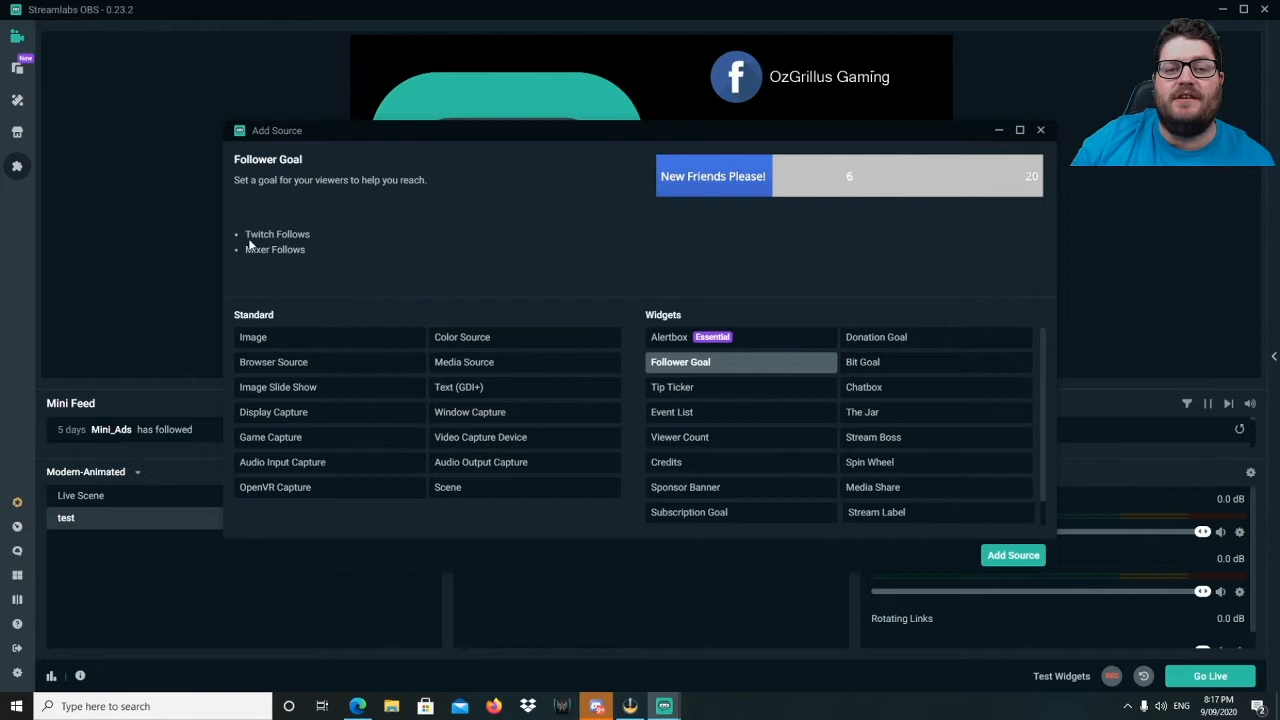 Streamlabs OBS - 0.23.2
New
OzGrillus Gaming
Add Source
Follower Goal
Set a goal for your viewers to help you reach.
New Friends Please! 6 20
• Twitch Follows
• Mixer Follows
Standard
Image Color Source
Browser Source Media Source
Image Slide Show Text (GDI+)
Display Capture Window Capture
Game Capture Video Capture Device
Audio Input Capture Audio Output Capture
OpenVR Capture Scene
Widgets
Alertbox Essential Donation Goal
Follower Goal Bit Goal
Tip Ticker Chatbox
Event List The Jar
Viewer Count Stream Boss
Credits Spin Wheel
Sponsor Banner Media Share
Subscription Goal Stream Label
Add Source
Mini Feed
5 days Mini_Ads has followed
Modern-Animated
Live Scene
test
0.0 dB
0.0 dB
Rotating Links 0.0 dB
Test Widgets REC Go Live
Type here to search
ENG
8:17 PM
9/09/2020
2